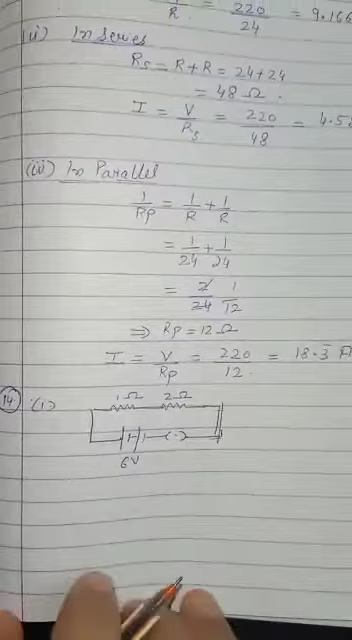 R = 220/24 = 9.166
(ii) In Series
Rs = R+R = 24+24
= 48 Ω.
I = V/Rs = 220/48 = 4.58
(iii) In Parallel
1/Rp = 1/R + 1/R
= 1/24 + 1/24
= 2/24 1/12
⇒ Rp = 12 Ω
I = V/Rp = 220/12. = 18.3 A
14. (i) 1Ω 2Ω
6V